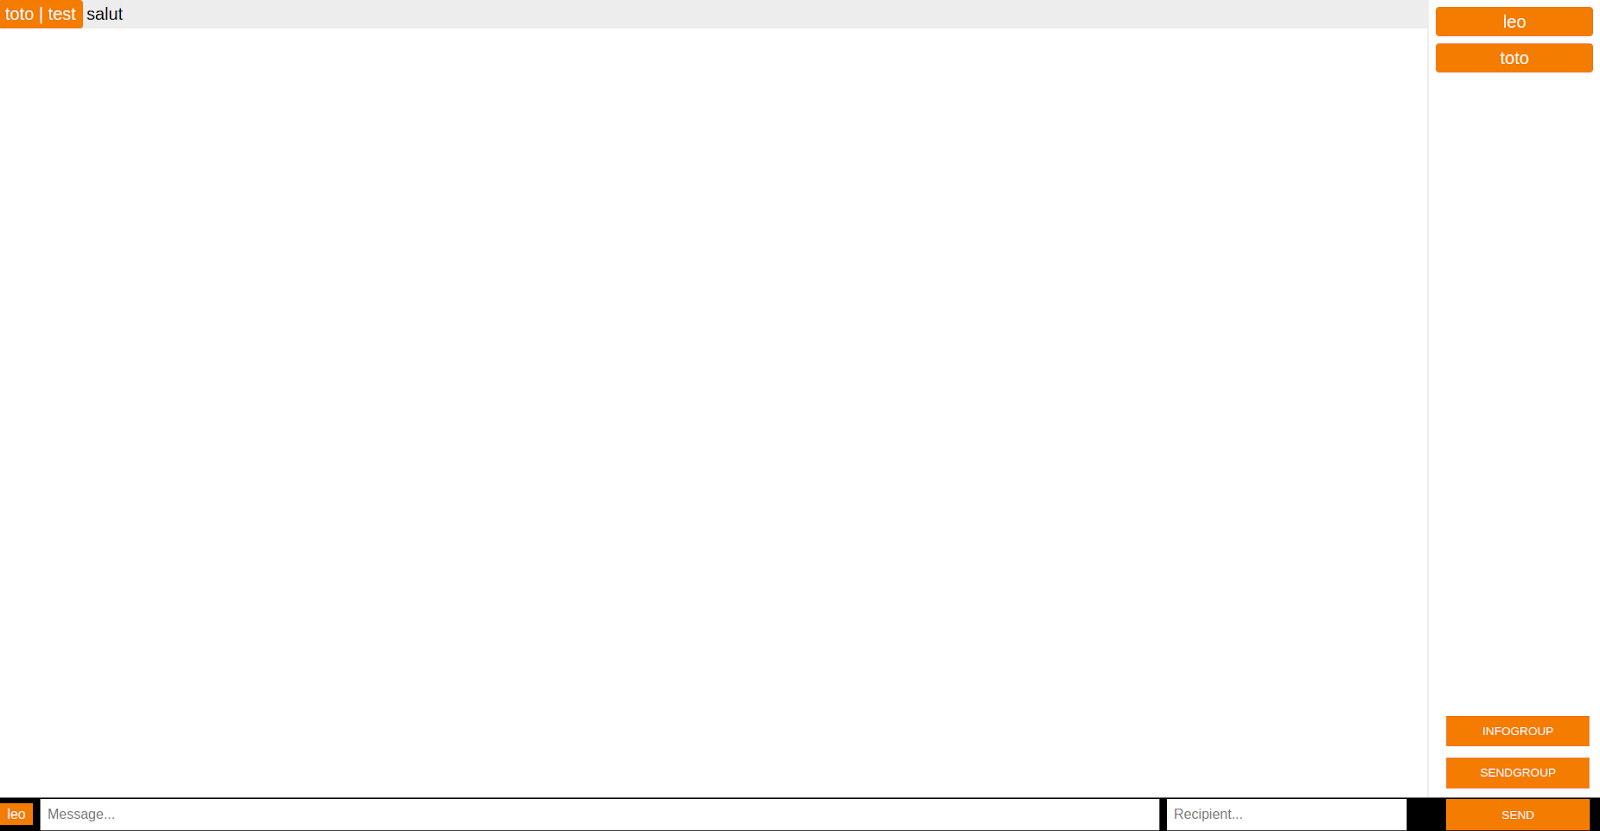 toto | test salut
leo
toto
INFOGROUP
SENDGROUP
leo Message... Recipient... SEND